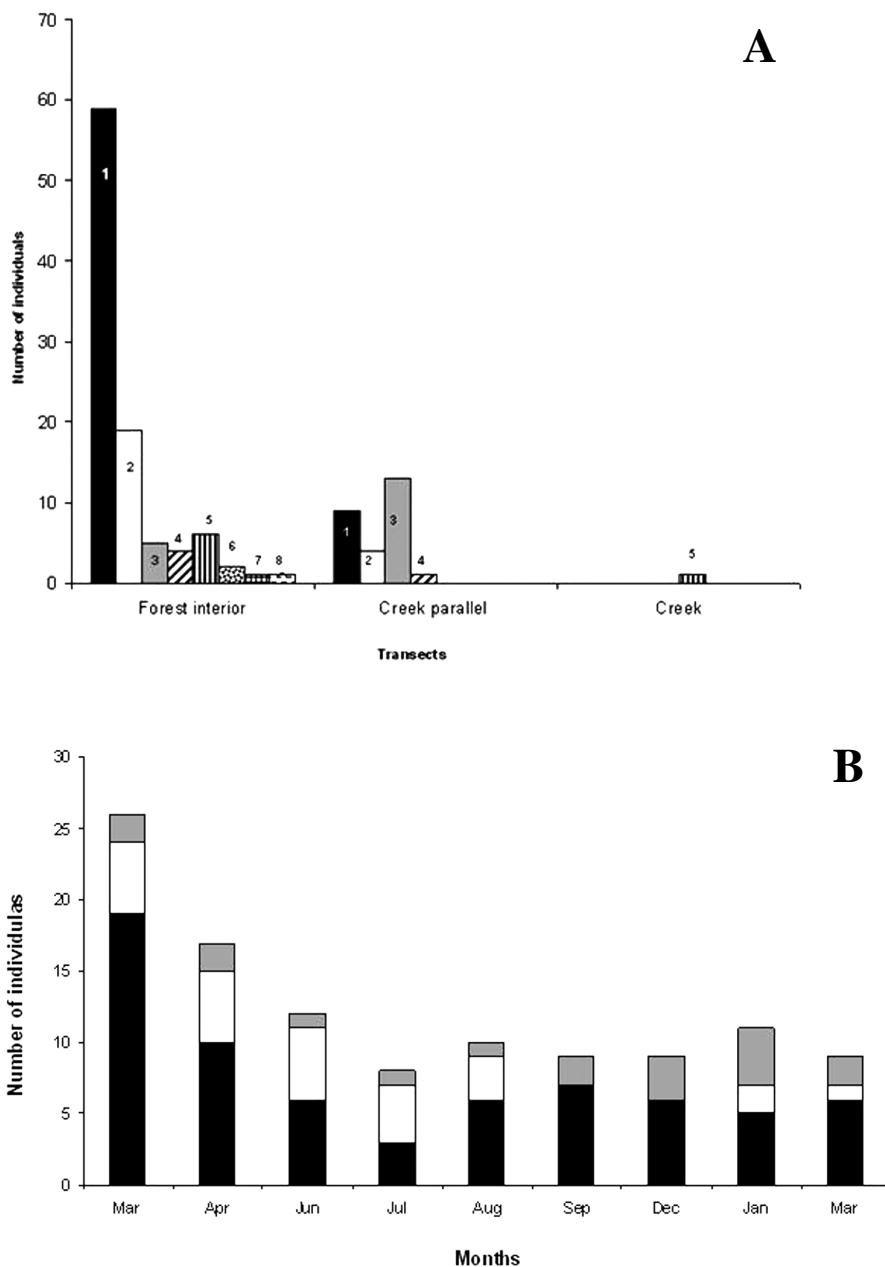 A
Number of individuals
70
60
50
40
30
20
10
0
1
2
3
4
5
6
7
8
1
2
3
4
5
Forest interior
Creek parallel
Creek
Transects
B
Number of individulas
30
25
20
15
10
5
0
Mar
Apr
Jun
Jul
Aug
Sep
Dec
Jan
Mar
Months